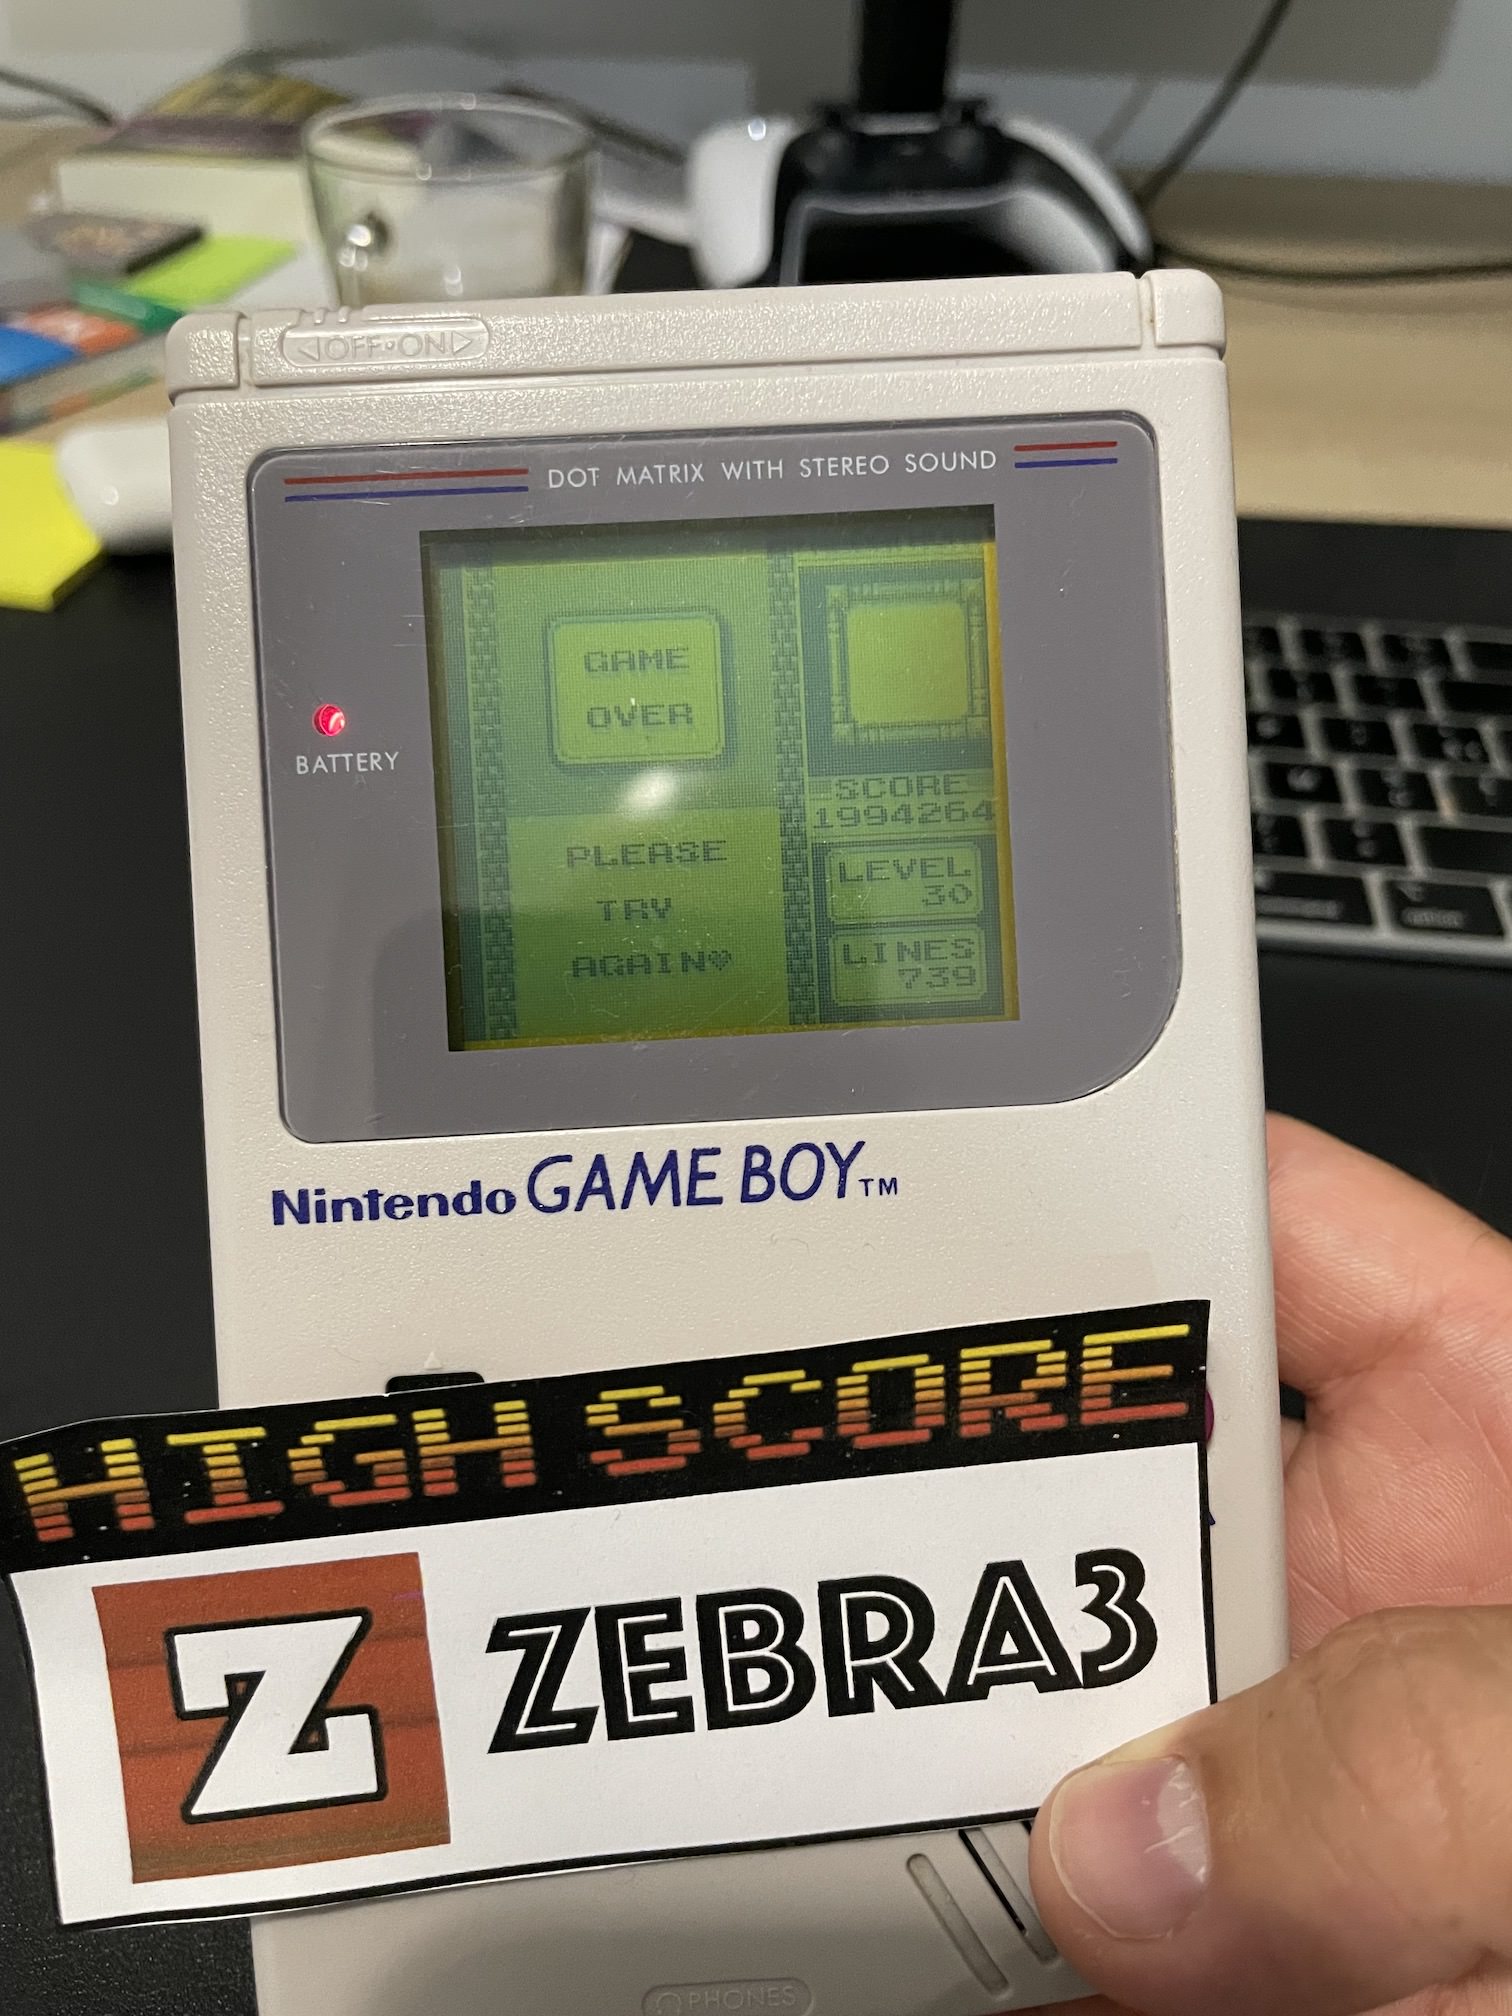 OFF•ON
DOT MATRIX WITH STEREO SOUND
BATTERY
GAME
OVER
PLEASE
TRY
AGAIN♥
SCORE
1994264
LEVEL
30
LINES
739
Nintendo GAME BOY™
HIGH SCORE
Z ZEBRA3
PHONES